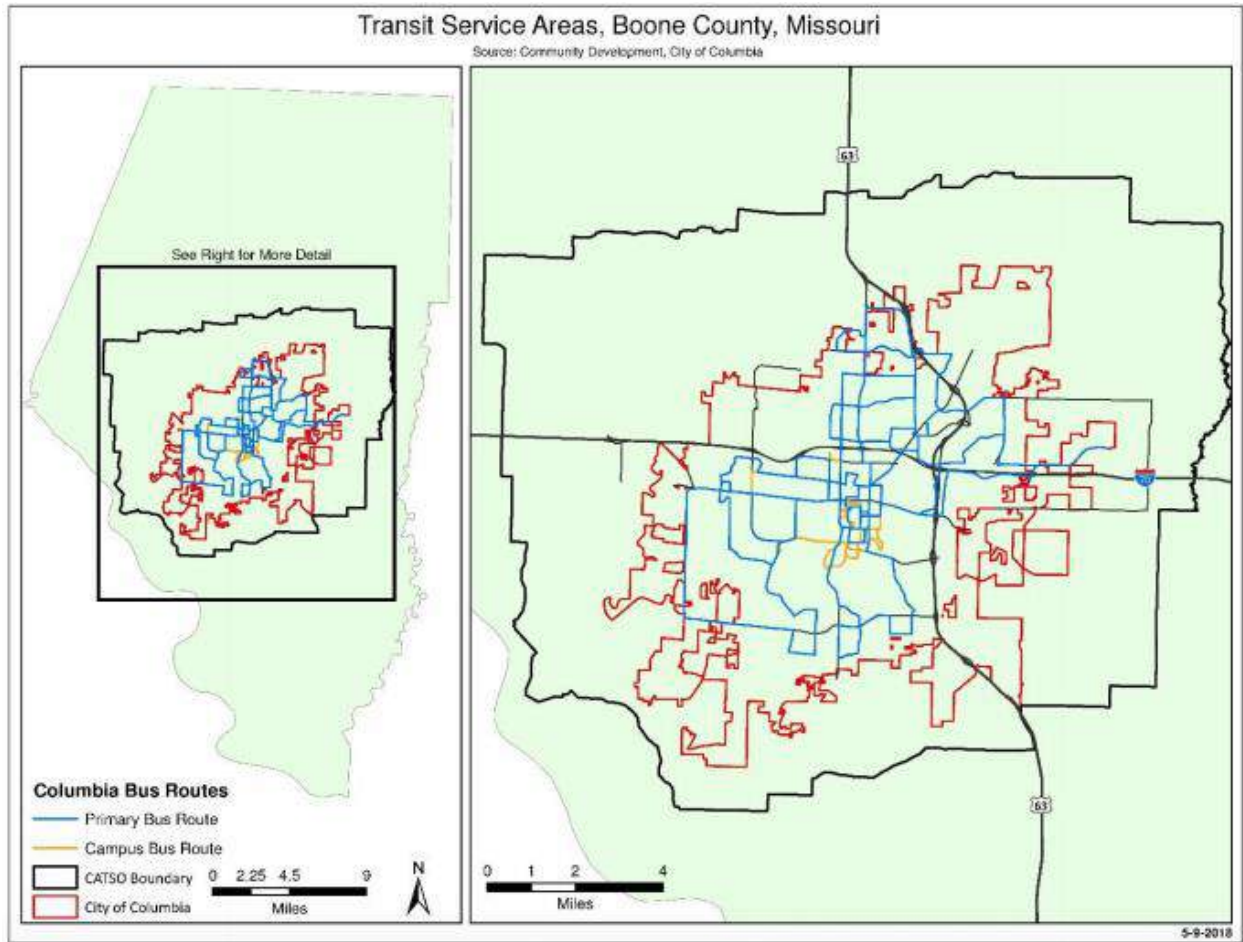 Transit Service Areas, Boone County, Missouri
Source: Community Development, City of Columbia
See Right for More Detail
Columbia Bus Routes
Primary Bus Route
Campus Bus Route
CATSO Boundary
City of Columbia
0 2.25 4.5 9
Miles
N
63
63
0 1 2 4
Miles
5-9-2018